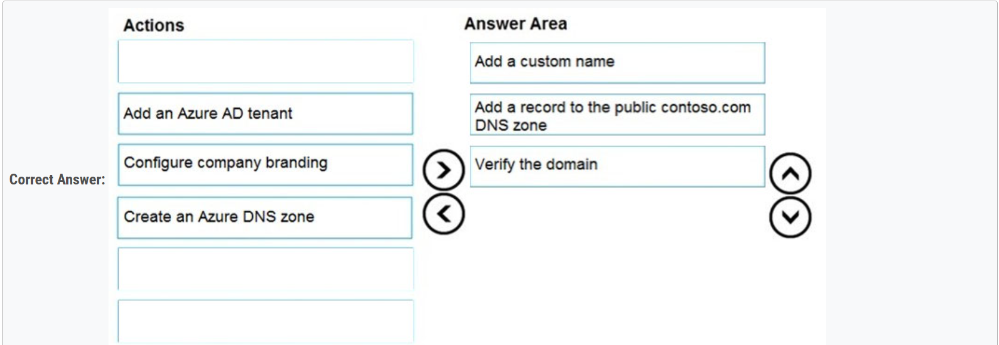 Actions
Answer Area
Add a custom name
Add an Azure AD tenant
Add a record to the public contoso.com
DNS zone
Configure company branding
Verify the domain
Correct Answer:
Create an Azure DNS zone